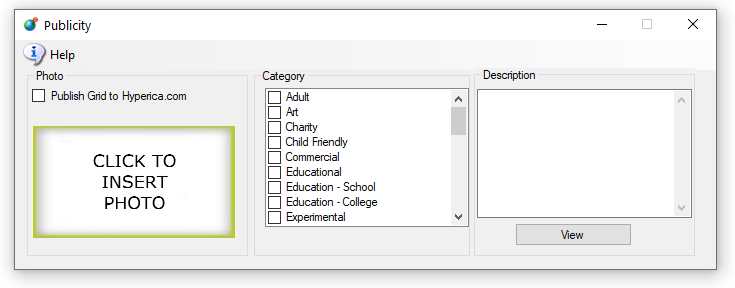 Publicity
Help
Photo
Publish Grid to Hyperica.com
CLICK TO
INSERT
PHOTO
Category
Adult
Art
Charity
Child Friendly
Commercial
Educational
Education - School
Education - College
Experimental
Description
View